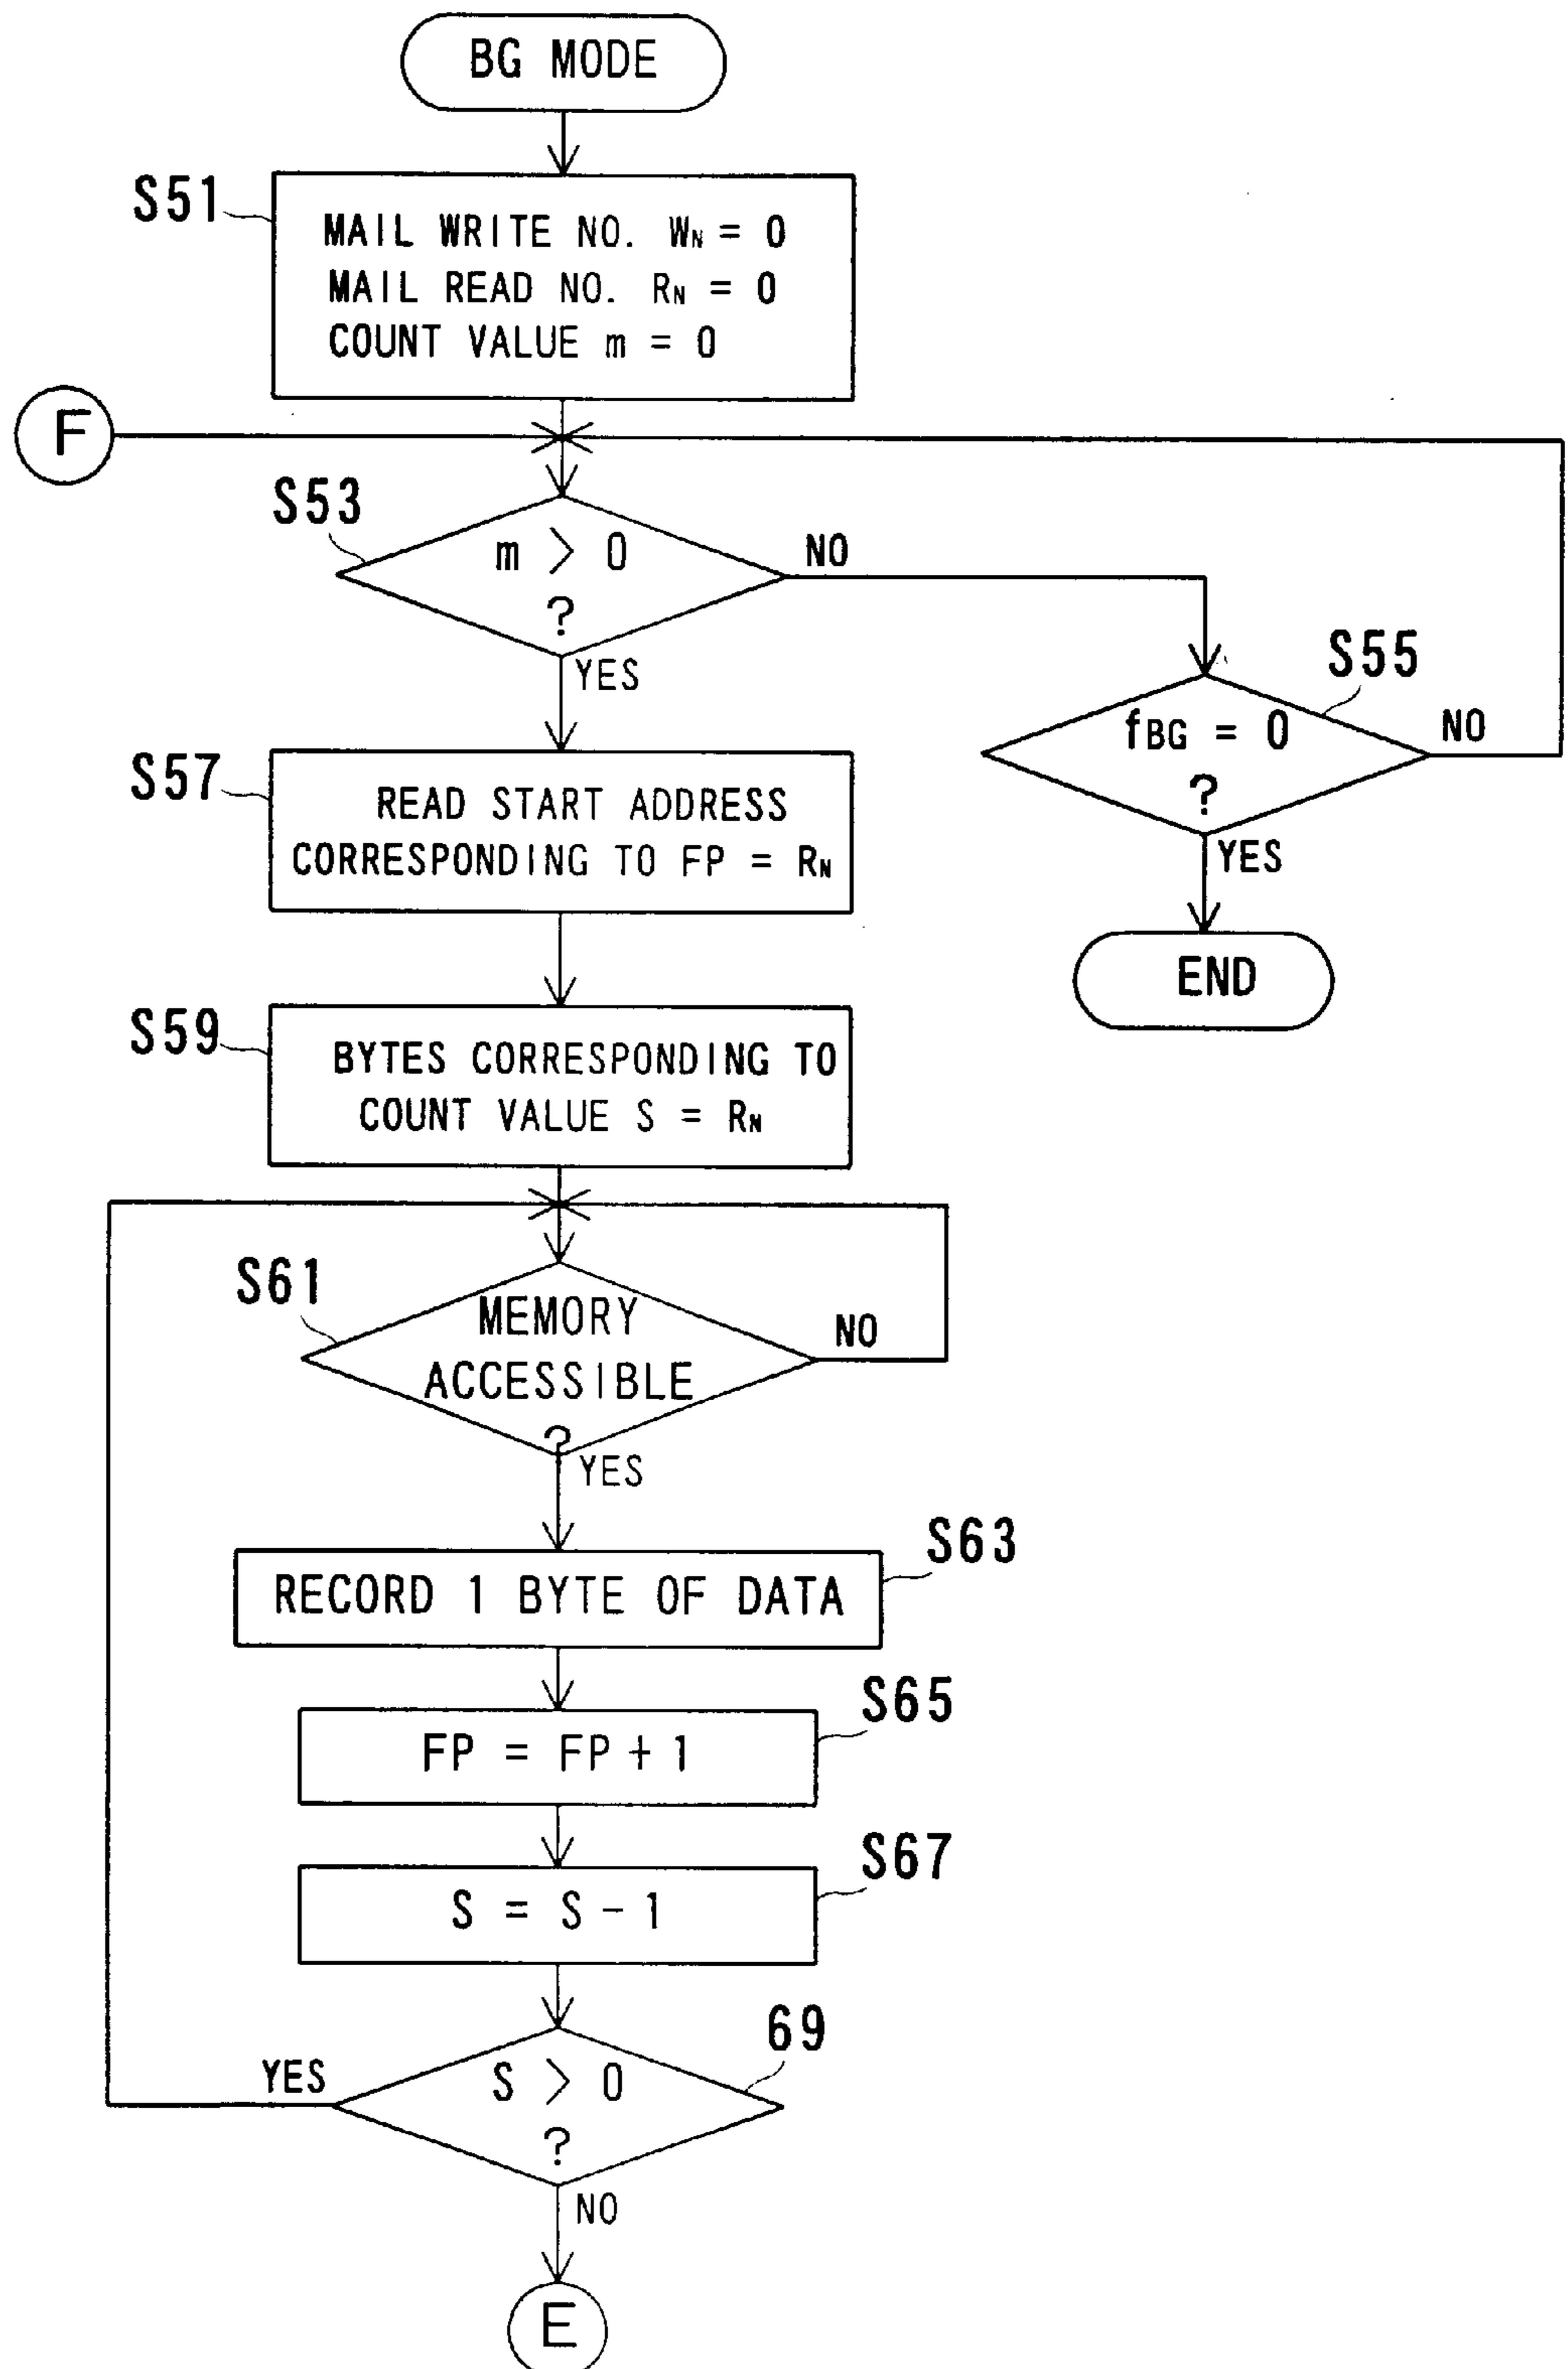 BG MODE
S51
MAIL WRITE NO. WN = 0
MAIL READ NO. RN = 0
COUNT VALUE m = 0
F
S53
m > 0
?
NO
YES
S55
fBG = 0
?
NO
YES
END
S57
READ START ADDRESS
CORRESPONDING TO FP = RN
S59
BYTES CORRESPONDING TO
COUNT VALUE S = RN
S61
MEMORY
ACCESSIBLE
?
NO
YES
S63
RECORD 1 BYTE OF DATA
S65
FP = FP + 1
S67
S = S - 1
69
S > 0
?
YES
NO
E